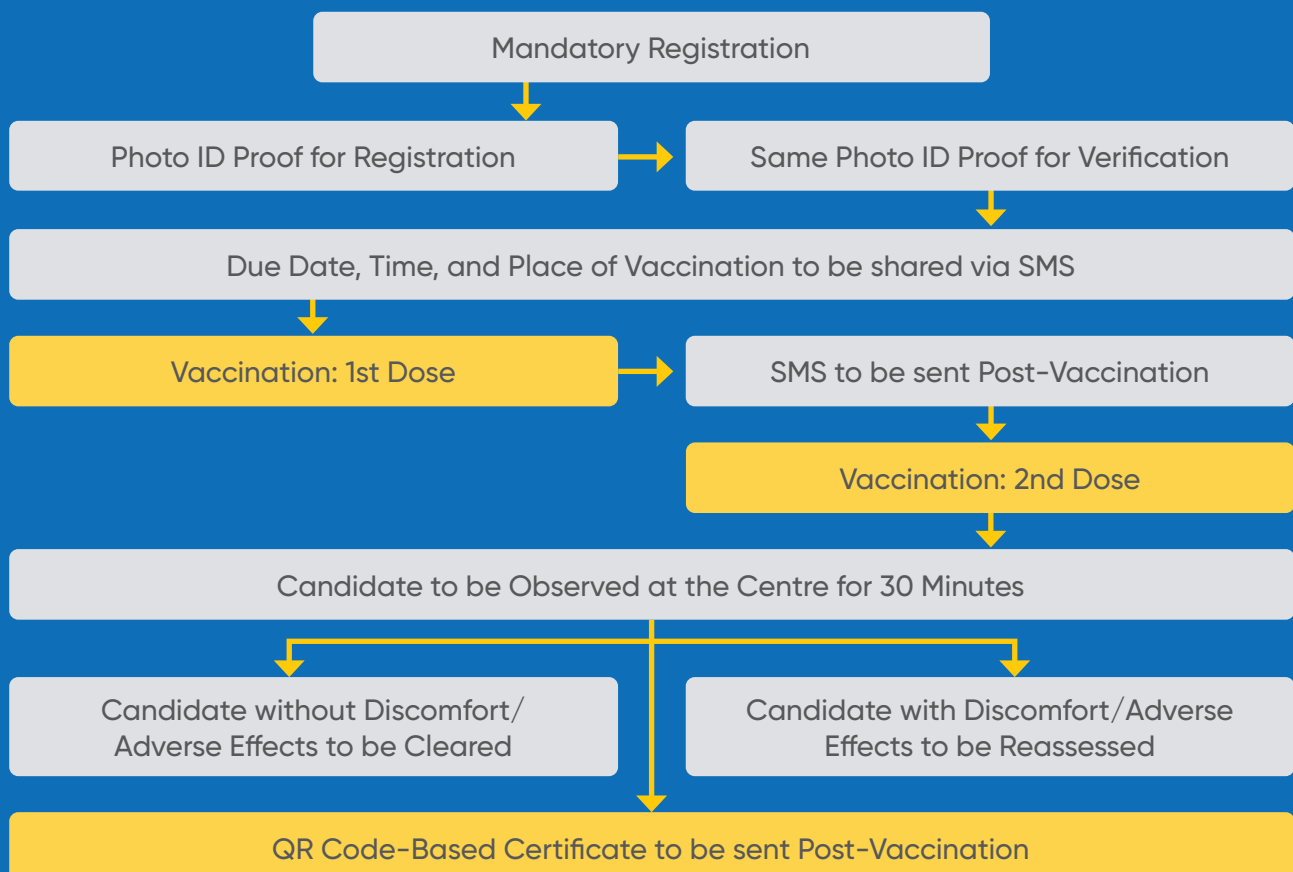 Mandatory Registration
Photo ID Proof for Registration
Same Photo ID Proof for Verification
Due Date, Time, and Place of Vaccination to be shared via SMS
Vaccination: 1st Dose
SMS to be sent Post-Vaccination
Vaccination: 2nd Dose
Candidate to be Observed at the Centre for 30 Minutes
Candidate without Discomfort/
Adverse Effects to be Cleared
Candidate with Discomfort/Adverse
Effects to be Reassessed
QR Code-Based Certificate to be sent Post-Vaccination